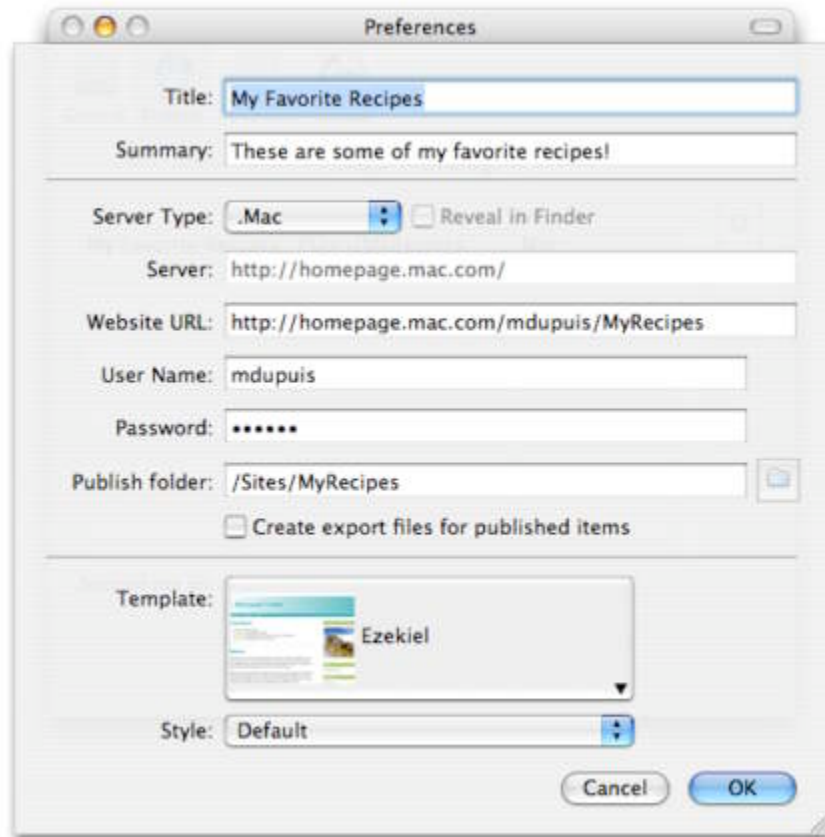 Preferences
Title: My Favorite Recipes
Summary: These are some of my favorite recipes!
Server Type: .Mac Reveal in Finder
Server: http://homepage.mac.com/
Website URL: http://homepage.mac.com/mdupuis/MyRecipes
User Name: mdupuis
Password: ••••••
Publish folder: /Sites/MyRecipes
Create export files for published items
Template: Ezekiel
Style: Default
Cancel OK